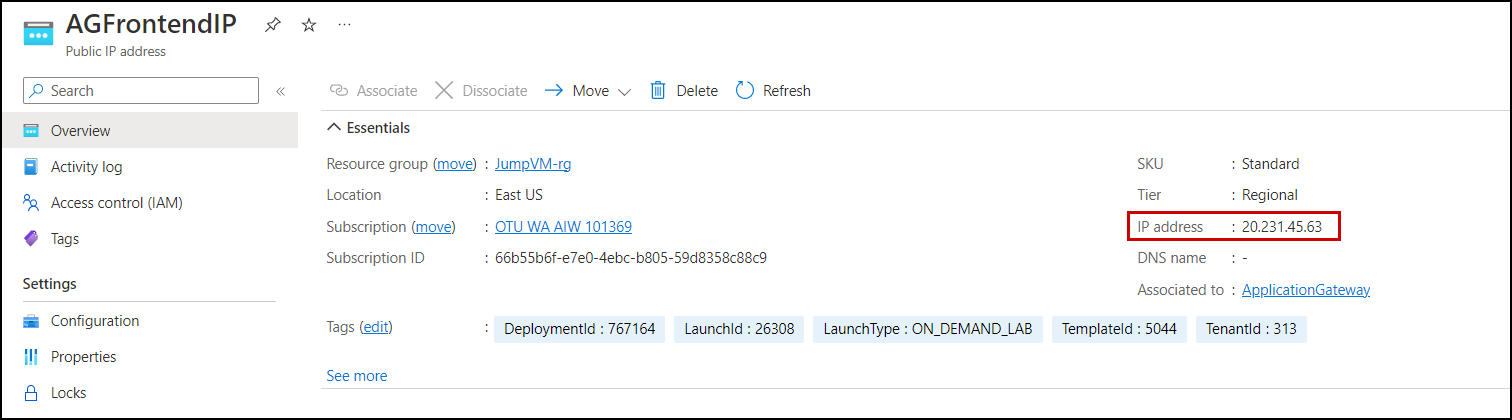 AGFrontendIP
Public IP address
Search
Overview
Activity log
Access control (IAM)
Tags
Settings
Configuration
Properties
Locks
Associate Dissociate Move Delete Refresh
Essentials
Resource group (move) : JumpVM-rg
Location : East US
Subscription (move) : OTU WA AIW 101369
Subscription ID : 66b55b6f-e7e0-4ebc-b805-59d8358c88c9
SKU : Standard
Tier : Regional
IP address : 20.231.45.63
DNS name : -
Associated to : ApplicationGateway
Tags (edit) : DeploymentId : 767164 LaunchId : 26308 LaunchType : ON_DEMAND_LAB TemplateId : 5044 TenantId : 313
See more